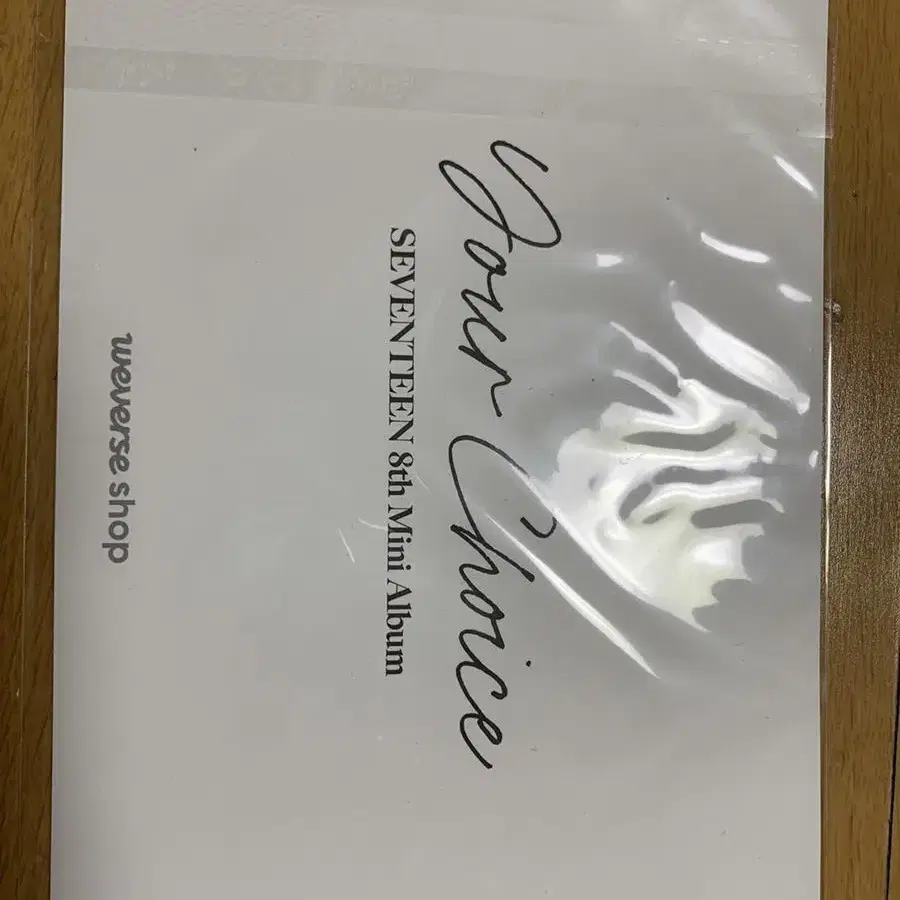 Your Choice
SEVENTEEN 8th Mini Album
weverse shop